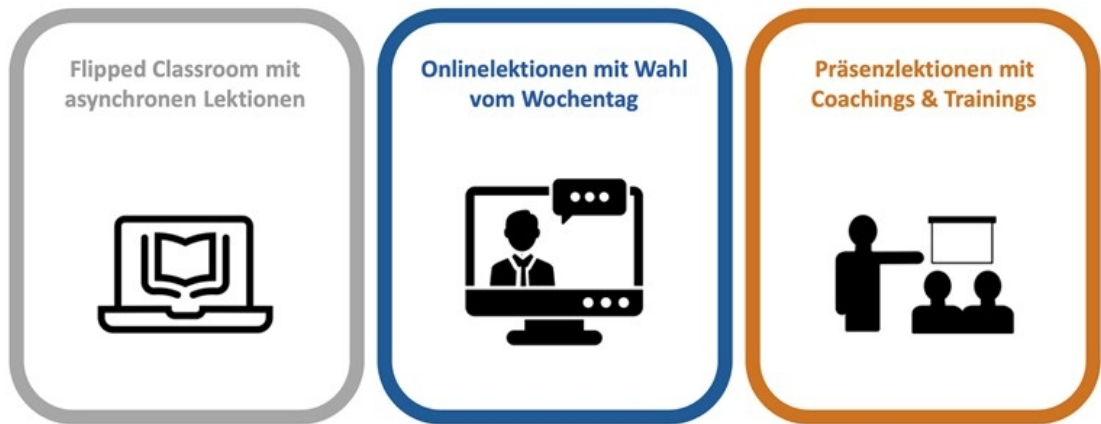 Flipped Classroom mit
asynchronen Lektionen
Onlinelektionen mit Wahl
vom Wochentag
Präsenzlektionen mit
Coachings & Trainings